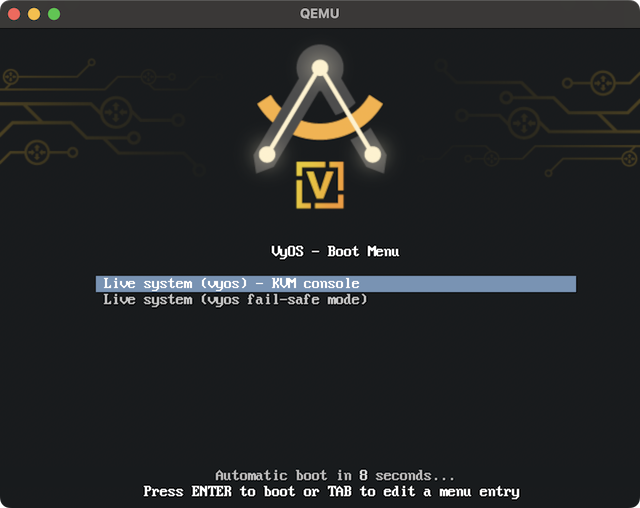 QEMU
V
VyOS - Boot Menu
Live system (vyos) - KVM console
Live system (vyos fail-safe mode)
Automatic boot in 8 seconds...
Press ENTER to boot or TAB to edit a menu entry